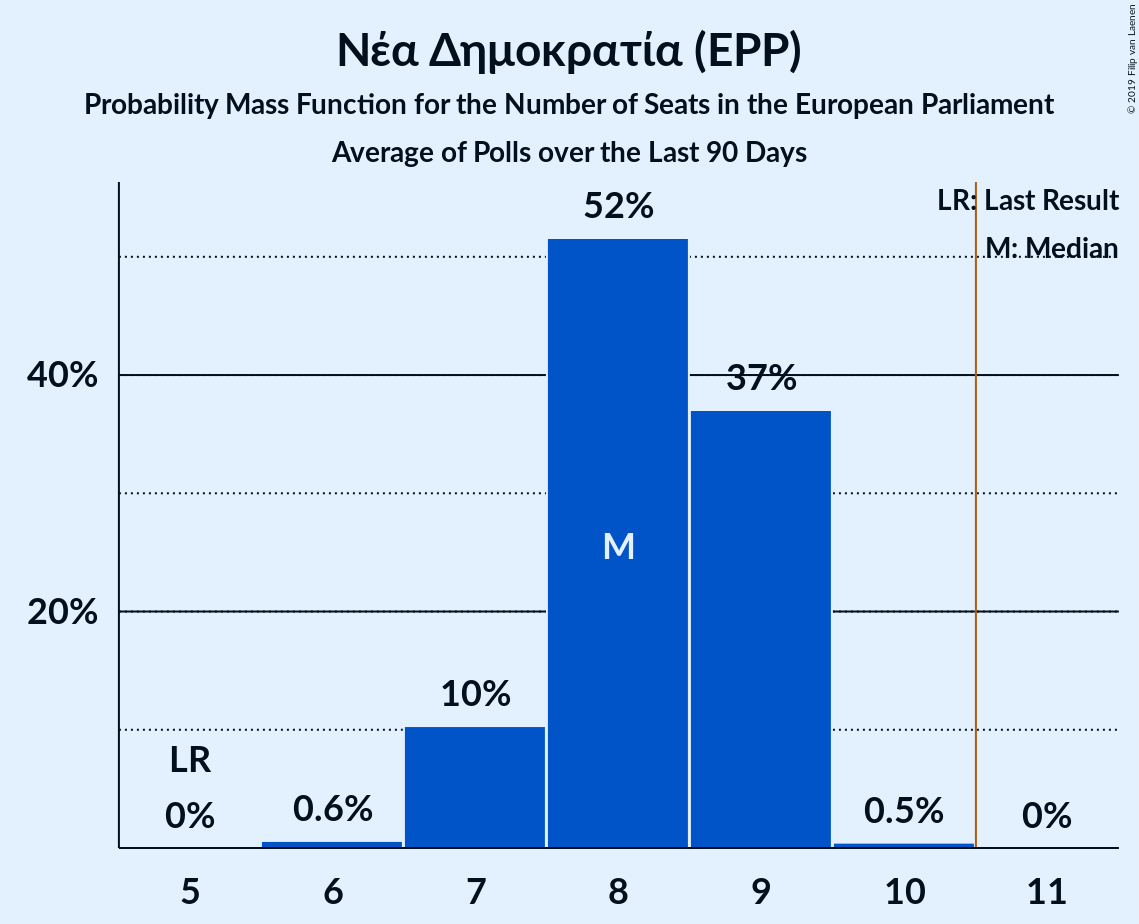 Νέα Δημοκρατία (EPP)
Probability Mass Function for the Number of Seats in the European Parliament
Average of Polls over the Last 90 Days
© 2019 Filip van Laenen
LR: Last Result
M: Median
52%
40%
37%
M
20%
10%
LR
0%
0.6%
0.5%
0%
5 6 7 8 9 10 11